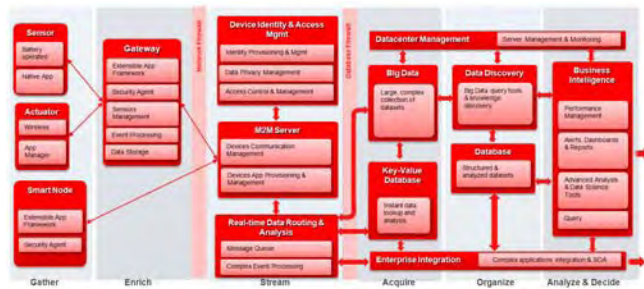 Sensor
Battery
operated
Native App
Actuator
Wireless
App
Manager
Smart Node
Extensible App
Framework
Security Agent
Gather
Gateway
Extensible App
Framework
Security Agent
Sensors
Management
Event Processing
Data Storage
Enrich
Network Firewall
Device Identity & Access
Mgmt
Identity Provisioning & Mgmt
Data Privacy Management
Access Control & Management
M2M Server
Devices Communication
Management
Devices App Provisioning &
Management
Real-time Data Routing &
Analysis
Message Queue
Complex Event Processing
Stream
Database Firewall
Datacenter Management
Server, Management & Monitoring
Big Data
Large, complex
collection of
datasets
Key-Value
Database
Instant data
lookup and
analysis
Acquire
Data Discovery
Big Data query tools
& knowledge
discovery
Database
Structured &
analyzed datasets
Enterprise Integration
Complex applications integration & SOA
Organize
Business
Intelligence
Performance
Management
Alerts, Dashboards
& Reports
Advanced Analysis
& Data Science
Tools
Query
Analyze & Decide